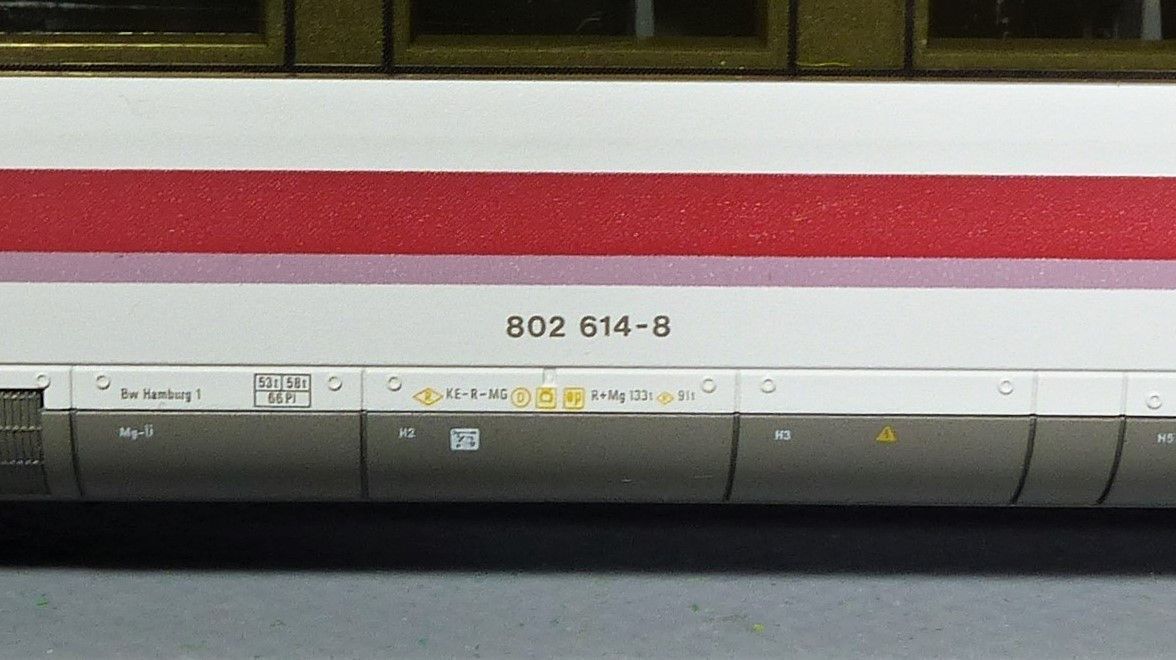 802 614-8
Bw Hamburg 1
53t 58t
66 Pl
R KE-R-MG D ep R+Mg 133t R 91t
Mg-Ü
H2
H3
H5